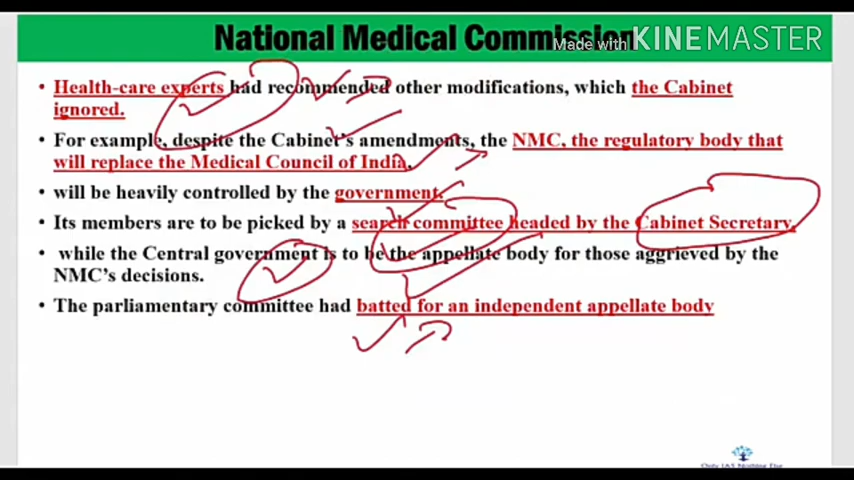 National Medical Commission
Made with KINEMASTER
• Health-care experts had recommended other modifications, which the Cabinet
ignored.
• For example, despite the Cabinet's amendments, the NMC, the regulatory body that
will replace the Medical Council of India,
• will be heavily controlled by the government.
• Its members are to be picked by a search committee headed by the Cabinet Secretary,
• while the Central government is to be the appellate body for those aggrieved by the
NMC's decisions.
• The parliamentary committee had batted for an independent appellate body
Only IAS Nothing Else